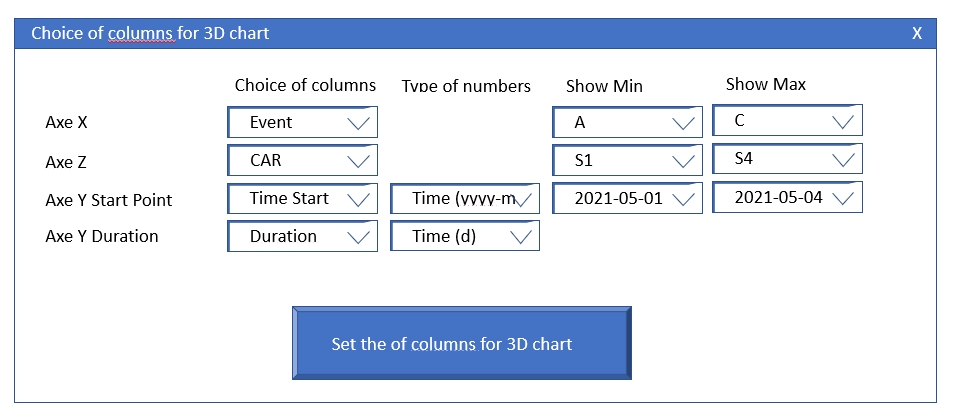 Choice of columns for 3D chart X
Choice of columns Type of numbers Show Min Show Max
Axe X Event A C
Axe Z CAR S1 S4
Axe Y Start Point Time Start Time (yyyy-m 2021-05-01 2021-05-04
Axe Y Duration Duration Time (d)
Set the of columns for 3D chart